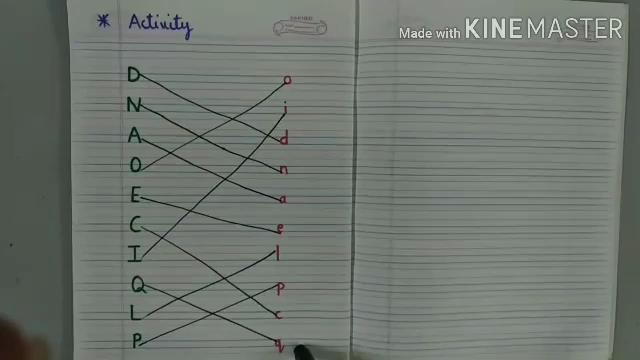 * Activity
Made with KINEMASTER
D o
N i
A d
O n
E a
C e
I l
Q p
L c
P q